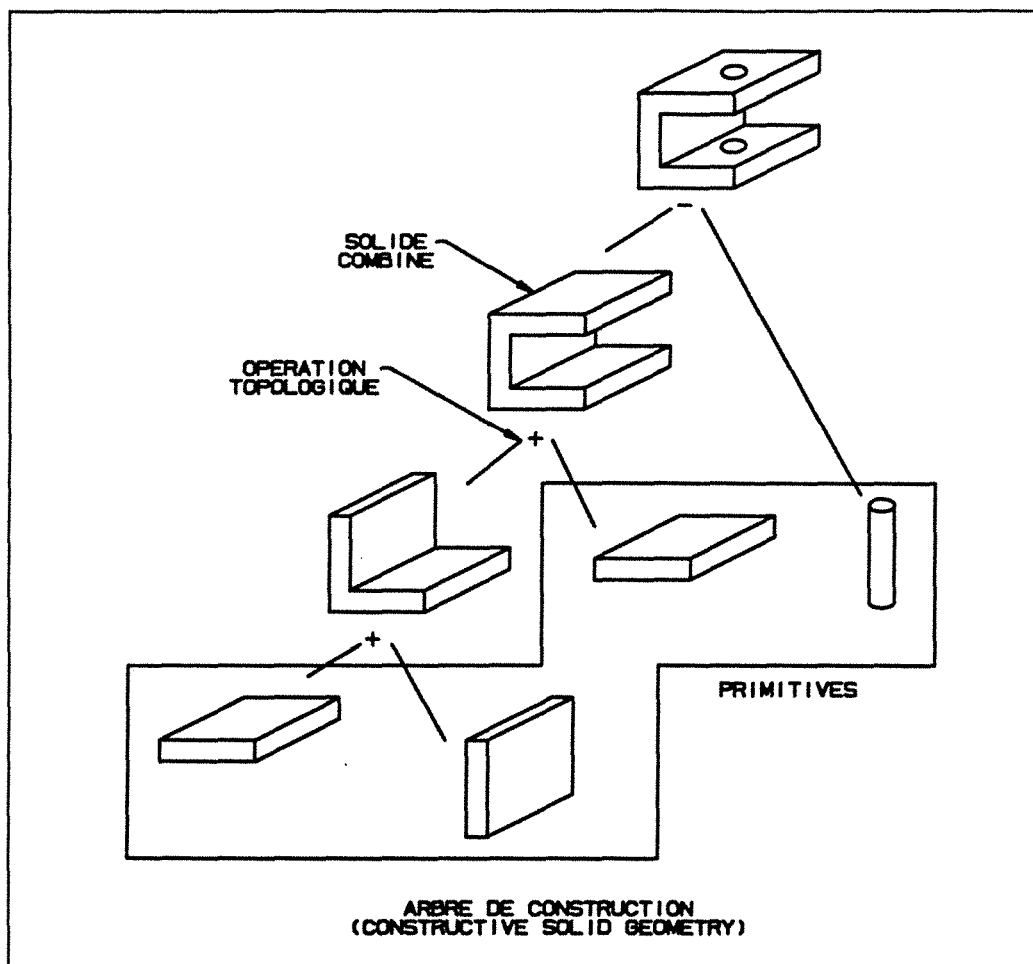 -
SOLIDE
COMBINE
OPERATION
TOPOLOGIQUE
+
+
PRIMITIVES
ARBRE DE CONSTRUCTION
(CONSTRUCTIVE SOLID GEOMETRY)